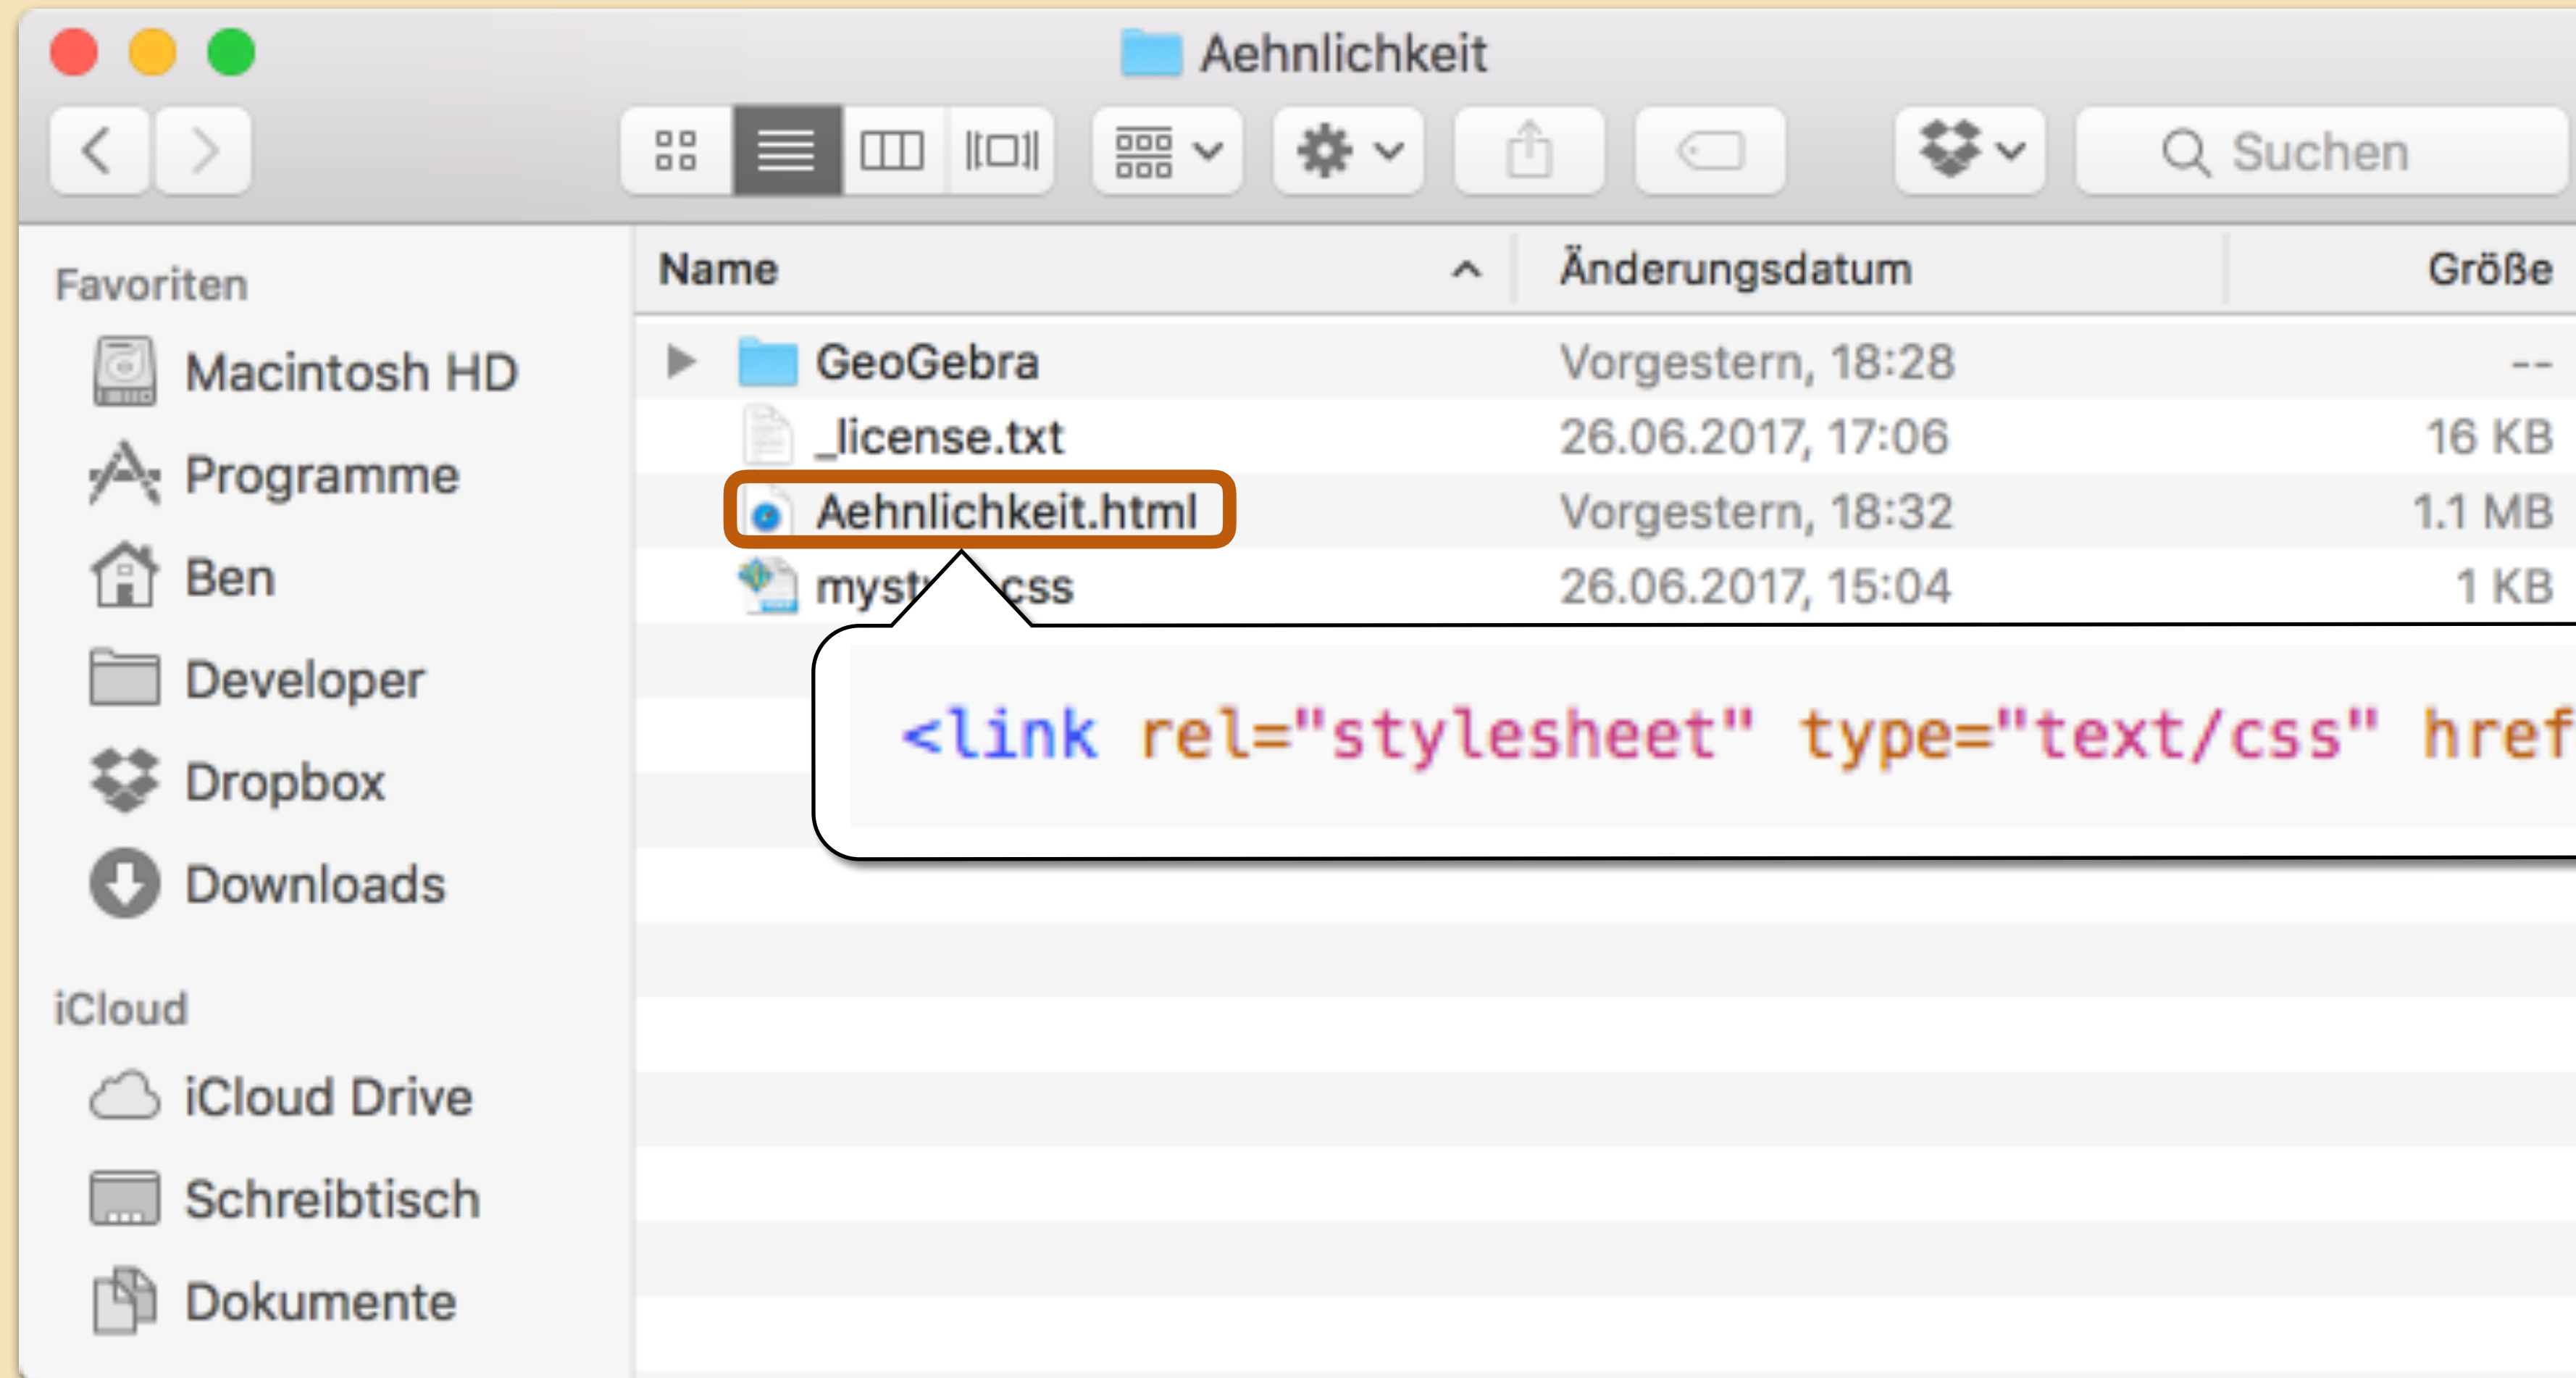 Aehnlichkeit
Suchen
Favoriten
Macintosh HD
Programme
Ben
Developer
Dropbox
Downloads
iCloud
iCloud Drive
Schreibtisch
Dokumente
Name Änderungsdatum Größe
GeoGebra Vorgestern, 18:28 --
_license.txt 26.06.2017, 17:06 16 KB
Aehnlichkeit.html Vorgestern, 18:32 1.1 MB
26.06.2017, 15:04 1 KB
<link rel="stylesheet" type="text/css" href